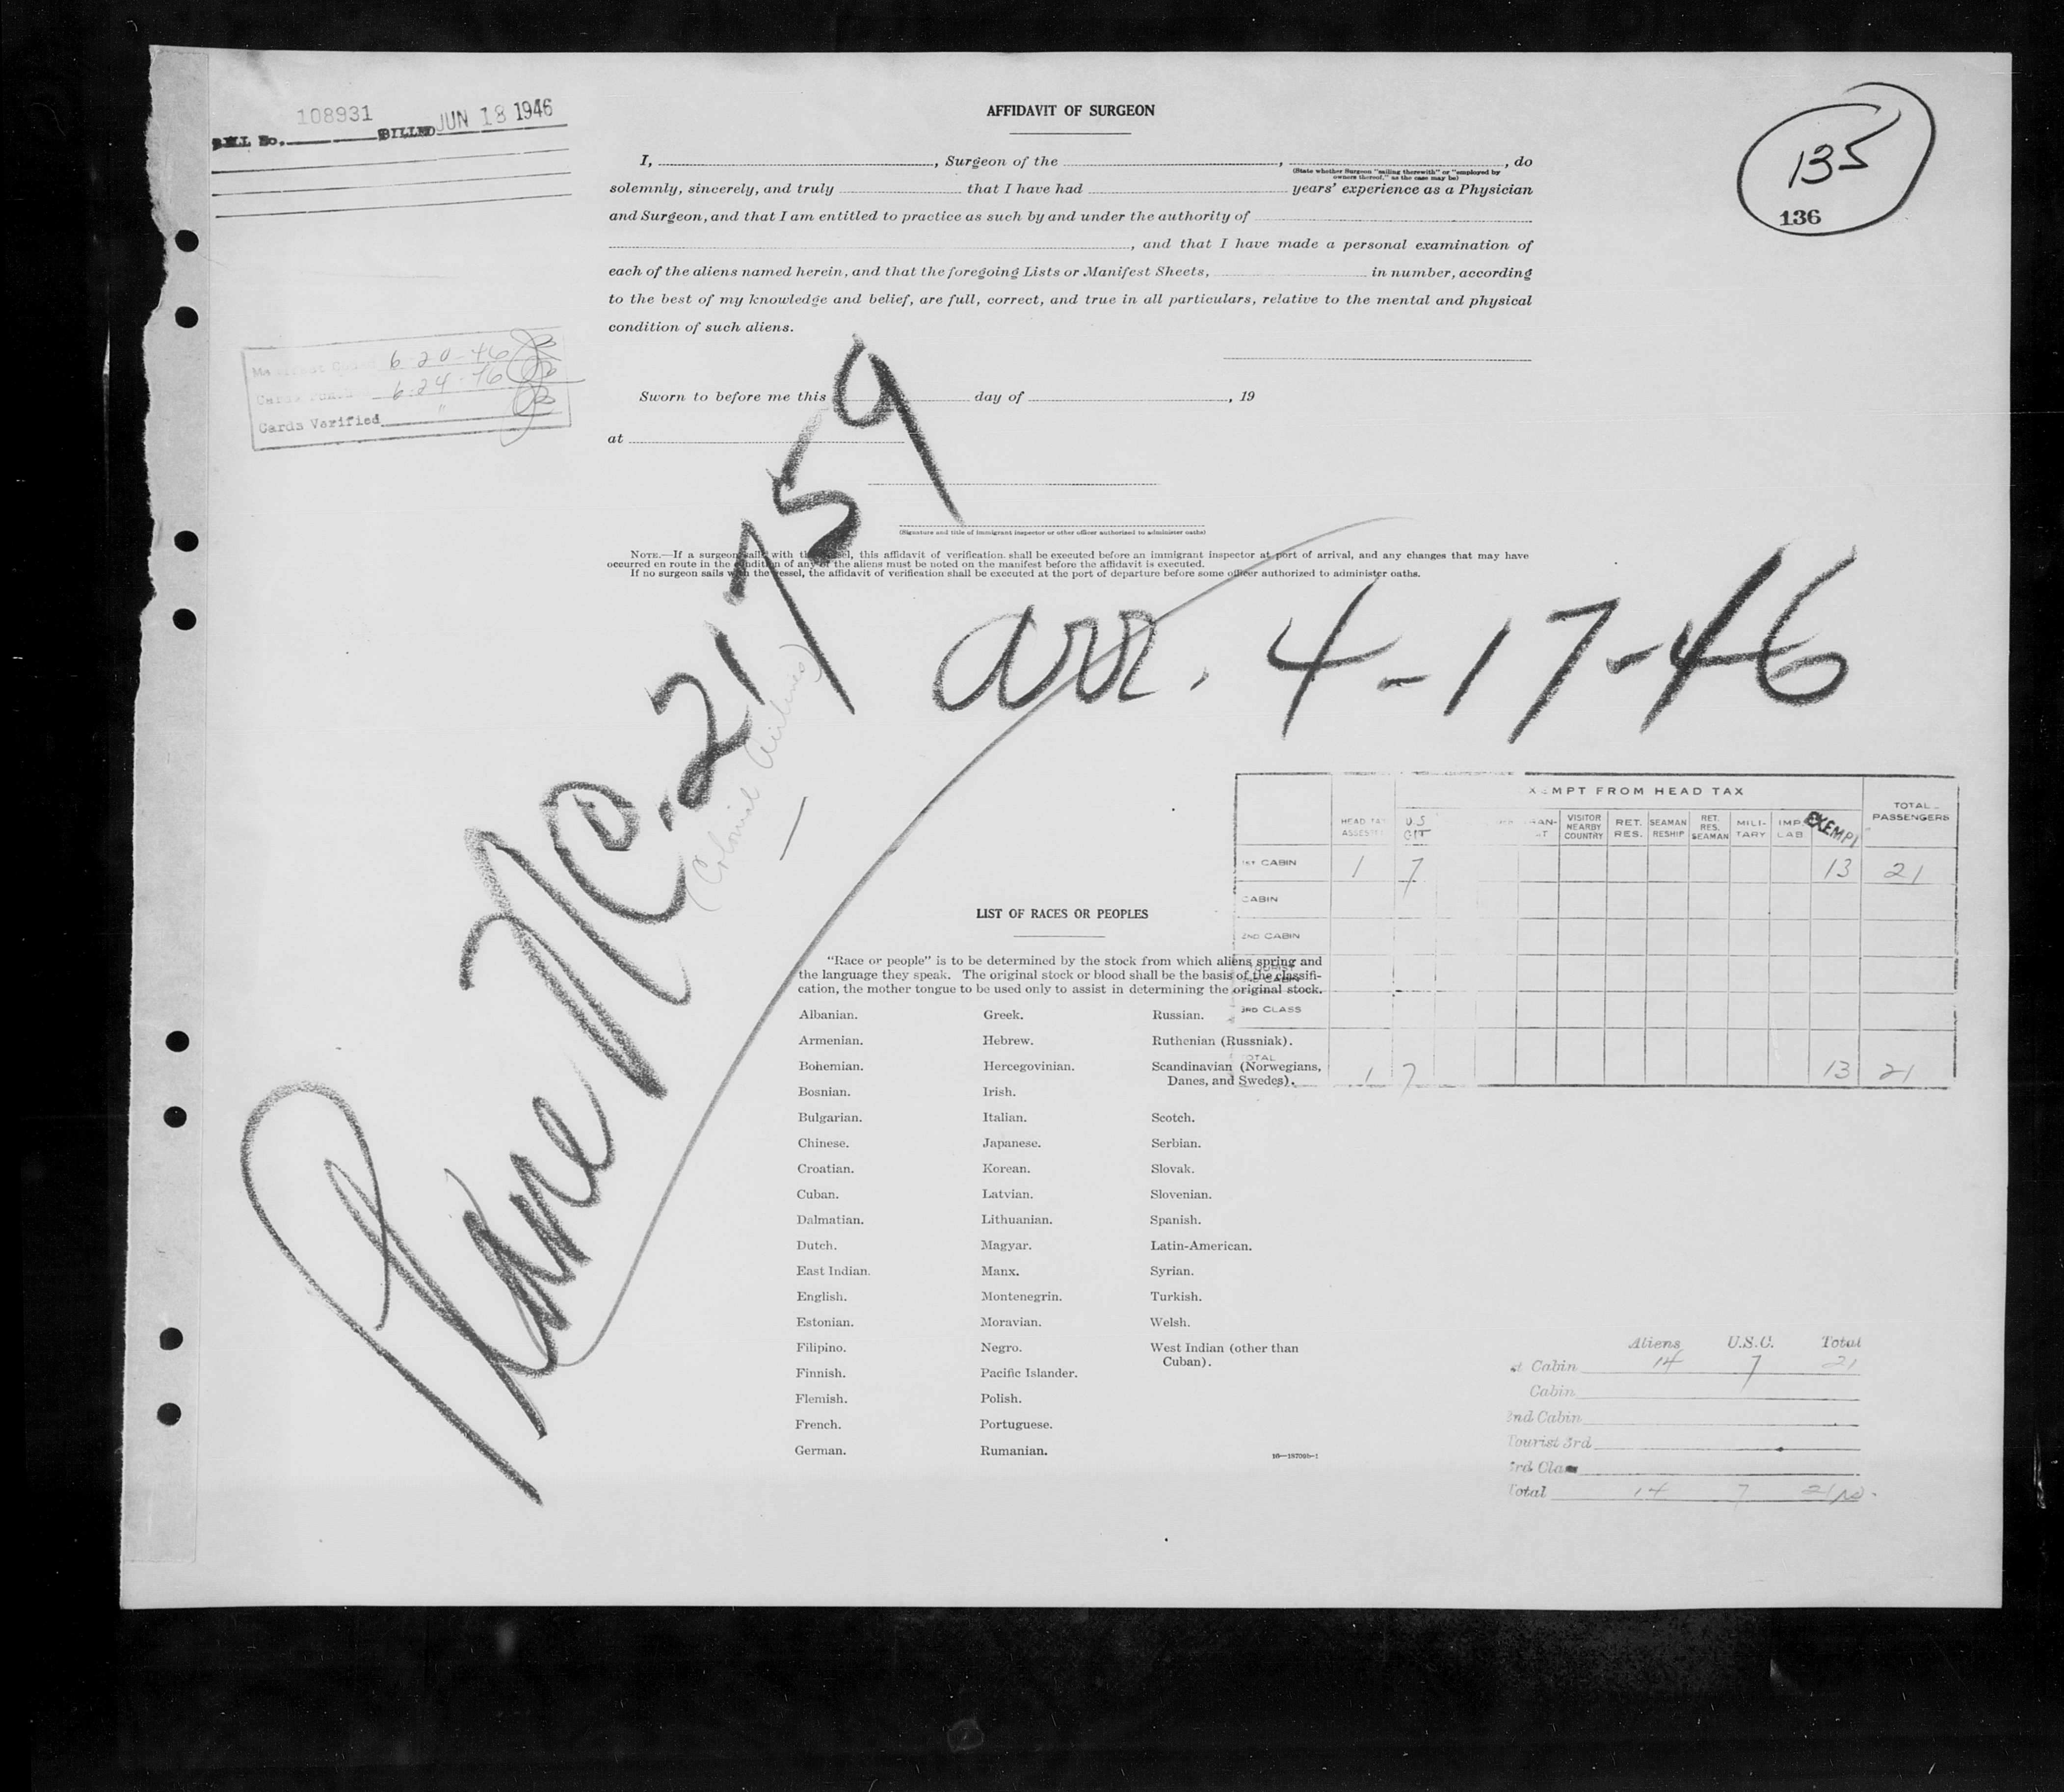 108931
BILL No. BILLED JUN 18 1946
AFFIDAVIT OF SURGEON
135
136
I, , Surgeon of the , , do
(State whether Surgeon "sailing therewith" or "employed by
owners thereof," as the case may be)
solemnly, sincerely, and truly that I have had years' experience as a Physician
and Surgeon, and that I am entitled to practice as such by and under the authority of
, and that I have made a personal examination of
each of the aliens named herein, and that the foregoing Lists or Manifest Sheets, in number, according
to the best of my knowledge and belief, are full, correct, and true in all particulars, relative to the mental and physical
condition of such aliens.
6-20-46
Cards 6-24-46
Cards Verified "
Sworn to before me this day of , 19
at
(Signature and title of immigrant inspector or other officer authorized to administer oaths)
NOTE.—If a surgeon sails with the vessel, this affidavit of verification shall be executed before an immigrant inspector at port of arrival, and any changes that may have
occurred en route in the condition of any of the aliens must be noted on the manifest before the affidavit is executed.
If no surgeon sails with the vessel, the affidavit of verification shall be executed at the port of departure before some officer authorized to administer oaths.
Plane NC-21759
(Colonial Airlines)
arr. 4-17-46
EXEMPT FROM HEAD TAX
HEAD TAX ASSESSED U.S. CIT VISITOR NEARBY COUNTRY RET. RES. SEAMAN RESHIP RET. RES. SEAMAN MILI-TARY IMP. LAB EXEMPT TOTAL PASSENGERS
1ST CABIN 1 7 13 21
CABIN
2ND CABIN
3RD CLASS
TOTAL 1 7 13 21
LIST OF RACES OR PEOPLES
"Race or people" is to be determined by the stock from which aliens spring and
the language they speak. The original stock or blood shall be the basis of the classifi-
cation, the mother tongue to be used only to assist in determining the original stock.
Albanian. Greek. Russian.
Armenian. Hebrew. Ruthenian (Russniak).
Bohemian. Hercegovinian. Scandinavian (Norwegians,
Danes, and Swedes).
Bosnian. Irish.
Bulgarian. Italian. Scotch.
Chinese. Japanese. Serbian.
Croatian. Korean. Slovak.
Cuban. Latvian. Slovenian.
Dalmatian. Lithuanian. Spanish.
Dutch. Magyar. Latin-American.
East Indian. Manx. Syrian.
English. Montenegrin. Turkish.
Estonian. Moravian. Welsh.
Filipino. Negro. West Indian (other than
Cuban).
Finnish. Pacific Islander.
Flemish. Polish.
French. Portuguese.
German. Rumanian.
Aliens U.S.C. Total
st Cabin 14 7 21
Cabin
2nd Cabin
Tourist 3rd
3rd Class
Total 14 7 21